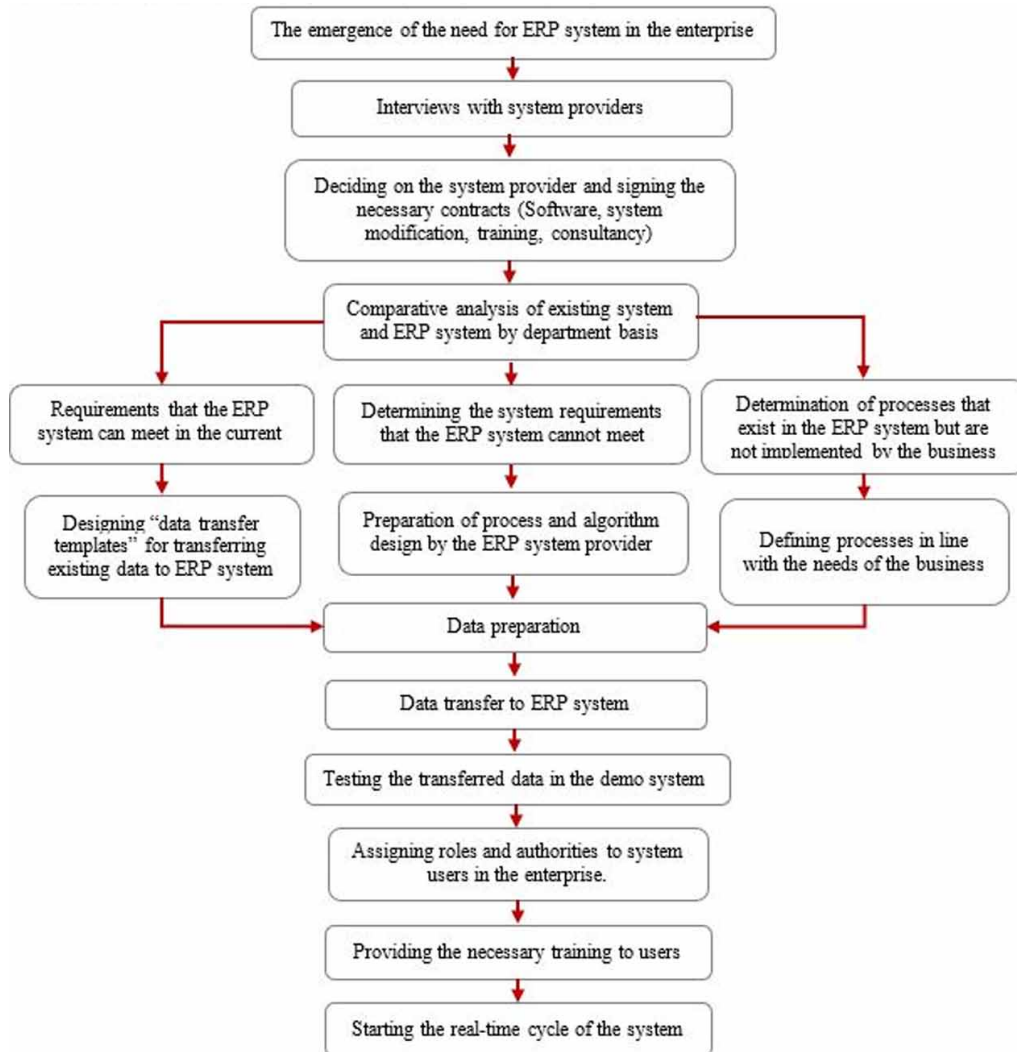 The emergence of the need for ERP system in the enterprise
Interviews with system providers
Deciding on the system provider and signing the
necessary contracts (Software, system
modification, training, consultancy)
Comparative analysis of existing system
and ERP system by department basis
Requirements that the ERP
system can meet in the current
Determining the system requirements
that the ERP system cannot meet
Determination of processes that
exist in the ERP system but are
not implemented by the business
Designing “data transfer
templates” for transferring
existing data to ERP system
Preparation of process and algorithm
design by the ERP system provider
Defining processes in line
with the needs of the business
Data preparation
Data transfer to ERP system
Testing the transferred data in the demo system
Assigning roles and authorities to system
users in the enterprise.
Providing the necessary training to users
Starting the real-time cycle of the system